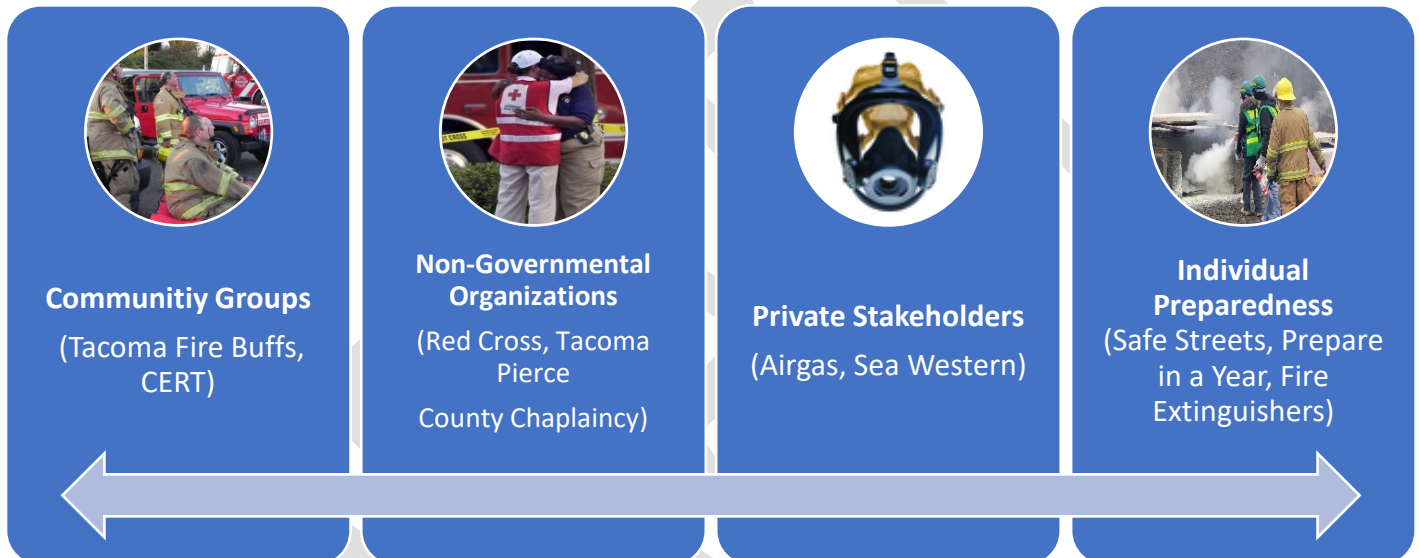 Communitiy Groups
(Tacoma Fire Buffs,
CERT)
Non-Governmental
Organizations
(Red Cross, Tacoma
Pierce
County Chaplaincy)
Private Stakeholders
(Airgas, Sea Western)
Individual
Preparedness
(Safe Streets, Prepare
in a Year, Fire
Extinguishers)